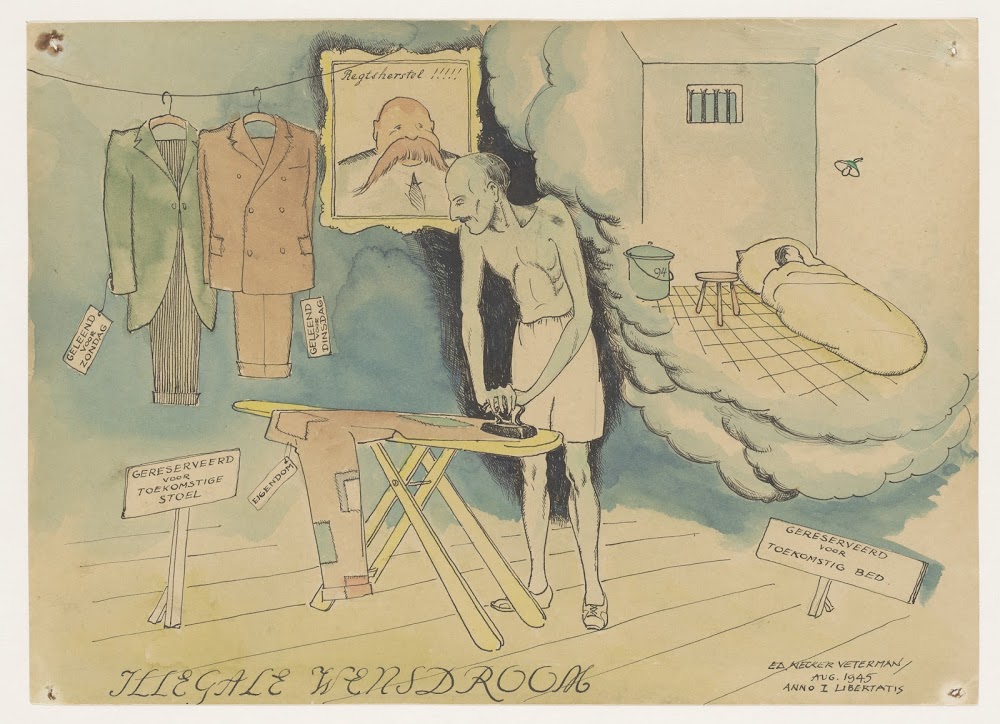 Regtsherstel !!!!!
GELEEND
VOOR
ZONDAG
GELEEND
VOOR
DINSDAG
94
GERESERVEERD
VOOR
TOEKOMSTIGE
STOEL
EIGENDOM
GERESERVEERD
VOOR
TOEKOMSTIG BED
ILLEGALE WENSDROOM
ED. VETERMAN
AUG. 1945
ANNO I LIBERTATIS